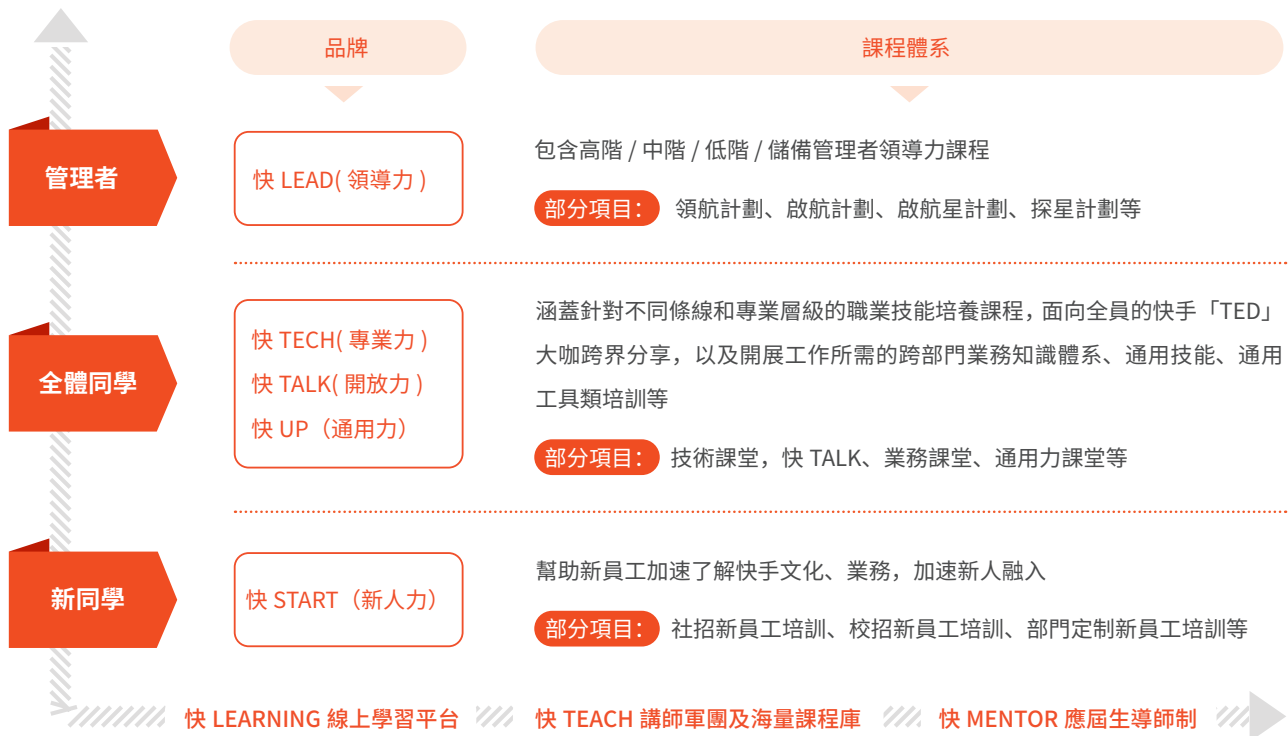 品牌
課程體系
管理者
快 LEAD( 領導力 )
包含高階 / 中階 / 低階 / 儲備管理者領導力課程
部分項目： 領航計劃、啟航計劃、啟航星計劃、探星計劃等
全體同學
快 TECH( 專業力 )
快 TALK( 開放力 )
快 UP（通用力）
涵蓋針對不同條線和專業層級的職業技能培養課程，面向全員的快手「TED」
大咖跨界分享，以及開展工作所需的跨部門業務知識體系、通用技能、通用
工具類培訓等
部分項目： 技術課堂，快 TALK、業務課堂、通用力課堂等
新同學
快 START（新人力）
幫助新員工加速了解快手文化、業務，加速新人融入
部分項目： 社招新員工培訓、校招新員工培訓、部門定制新員工培訓等
快 LEARNING 線上學習平台
快 TEACH 講師軍團及海量課程庫
快 MENTOR 應屆生導師制